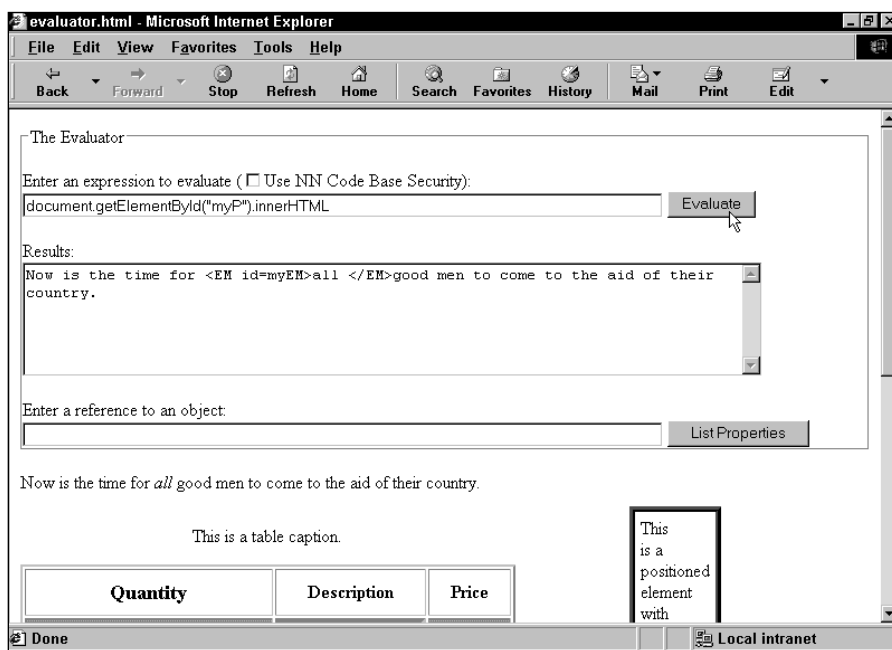 evaluator.html - Microsoft Internet Explorer
File Edit View Favorites Tools Help
Back Forward Stop Refresh Home Search Favorites History Mail Print Edit
The Evaluator
Enter an expression to evaluate ( Use NN Code Base Security):
document.getElementById("myP").innerHTML Evaluate
Results:
Now is the time for <EM id=myEM>all </EM>good men to come to the aid of their
country.
Enter a reference to an object:
List Properties
Now is the time for all good men to come to the aid of their country.
This is a table caption.
Quantity Description Price
This
is a
positioned
element
with
Done Local intranet